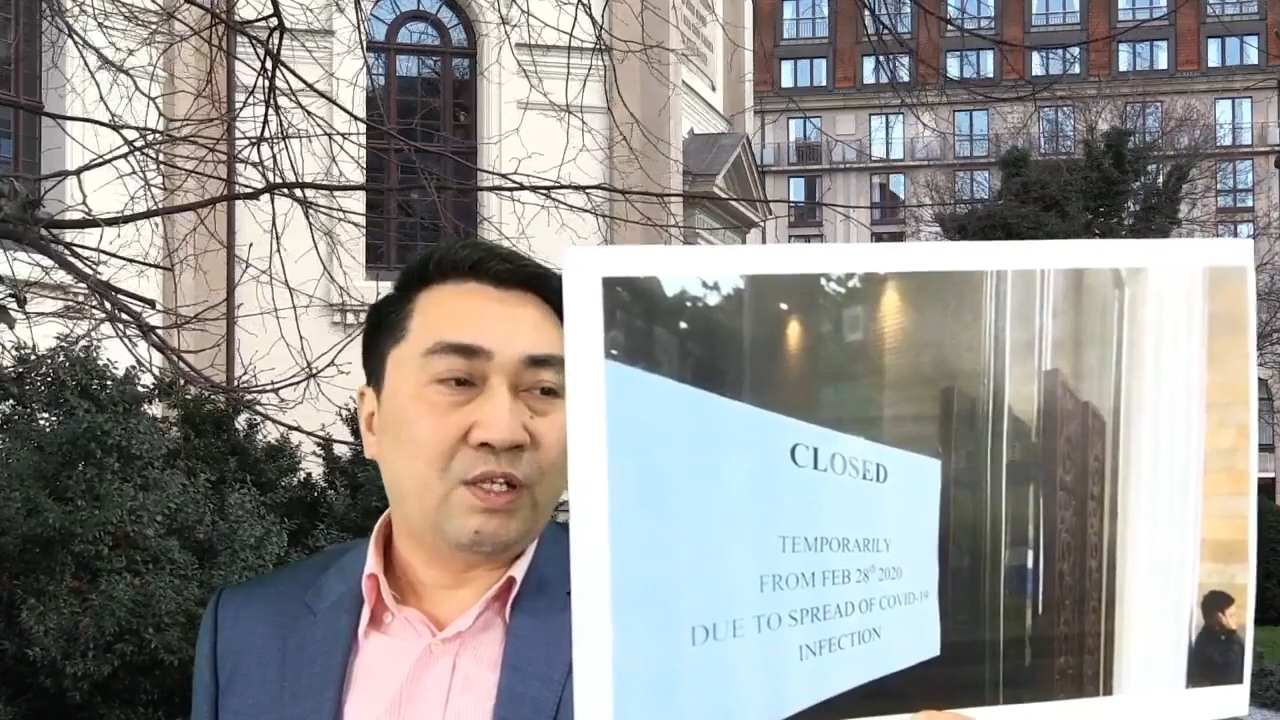 CLOSED
TEMPORARILY
FROM FEB 28th 2020
DUE TO SPREAD OF COVID-19
INFECTION